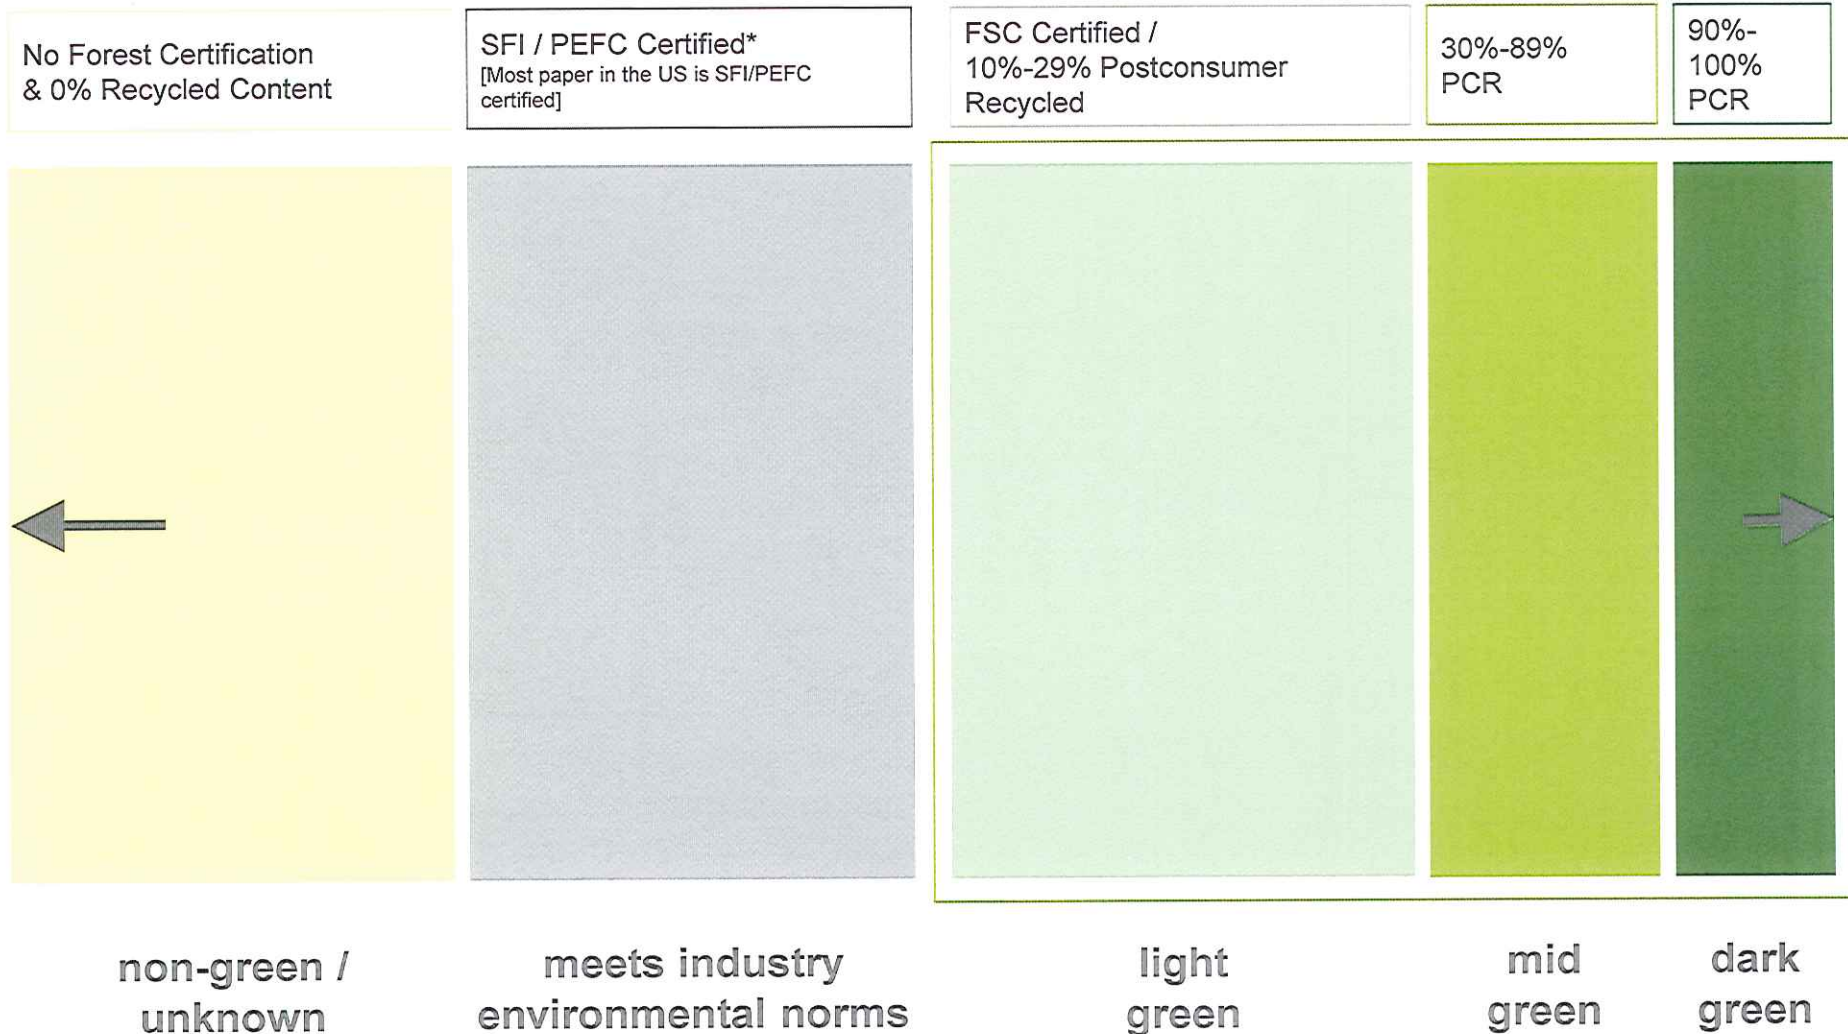 No Forest Certification
& 0% Recycled Content
SFI / PEFC Certified*
[Most paper in the US is SFI/PEFC
certified]
FSC Certified /
10%-29% Postconsumer
Recycled
30%-89%
PCR
90%-
100%
PCR
non-green /
unknown
meets industry
environmental norms
light
green
mid
green
dark
green